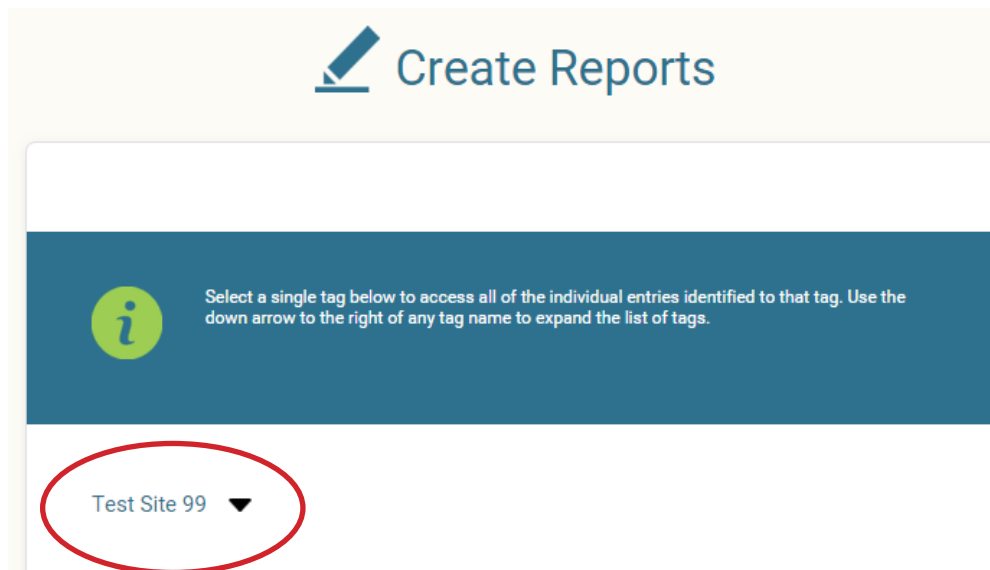 Create Reports
i
Select a single tag below to access all of the individual entries identified to that tag. Use the
down arrow to the right of any tag name to expand the list of tags.
Test Site 99